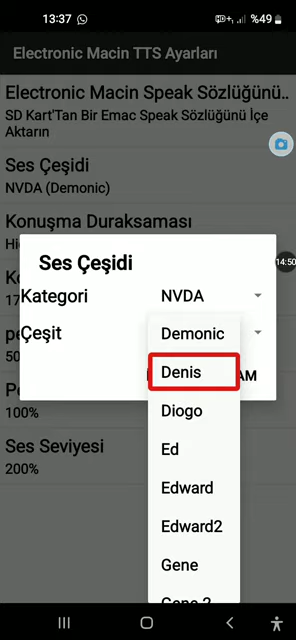 13:37
%49
Electronic Macin TTS Ayarları
Electronic Macin Speak Sözlüğünü..
SD Kart'Tan Bir Emac Speak Sözlüğünü İçe
Aktarın
Ses Çeşidi
NVDA (Demonic)
Konuşma Duraksaması
14:50
Ses Çeşidi
Kategori NVDA
Çeşit Demonic
Denis
Diogo
Ed
Edward
Edward2
Gene
100%
Ses Seviyesi
200%